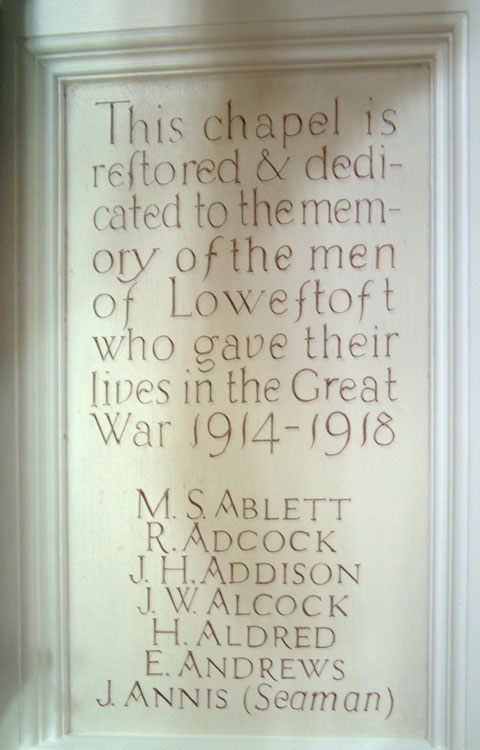 This chapel is
reſtored & dedi-
cated to the mem-
ory of the men
of Loweſtoft
who gave their
lives in the Great
War 1914-1918
M. S. ABLETT
R. ADCOCK
J. H. ADDISON
J. W. ALCOCK
H. ALDRED
E. ANDREWS
J. ANNIS (Seaman)